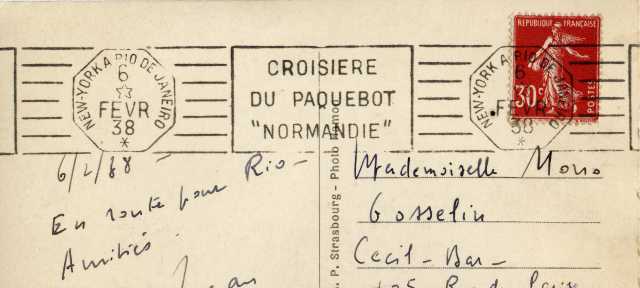 NEW-YORK A RIO DE JANEIRO
6
FEVR
38
*
CROISIERE
DU PAQUEBOT
"NORMANDIE"
NEW-YORK A RIO DE JANEIRO
6
FEVR
38
*
REPUBLIQUE FRANÇAISE
30c
POSTES
6/2/38
En route pour Rio -
Amitiés
P. Strasbourg - Photo
Mademoiselle
Gosselin
Cecil-Bar-